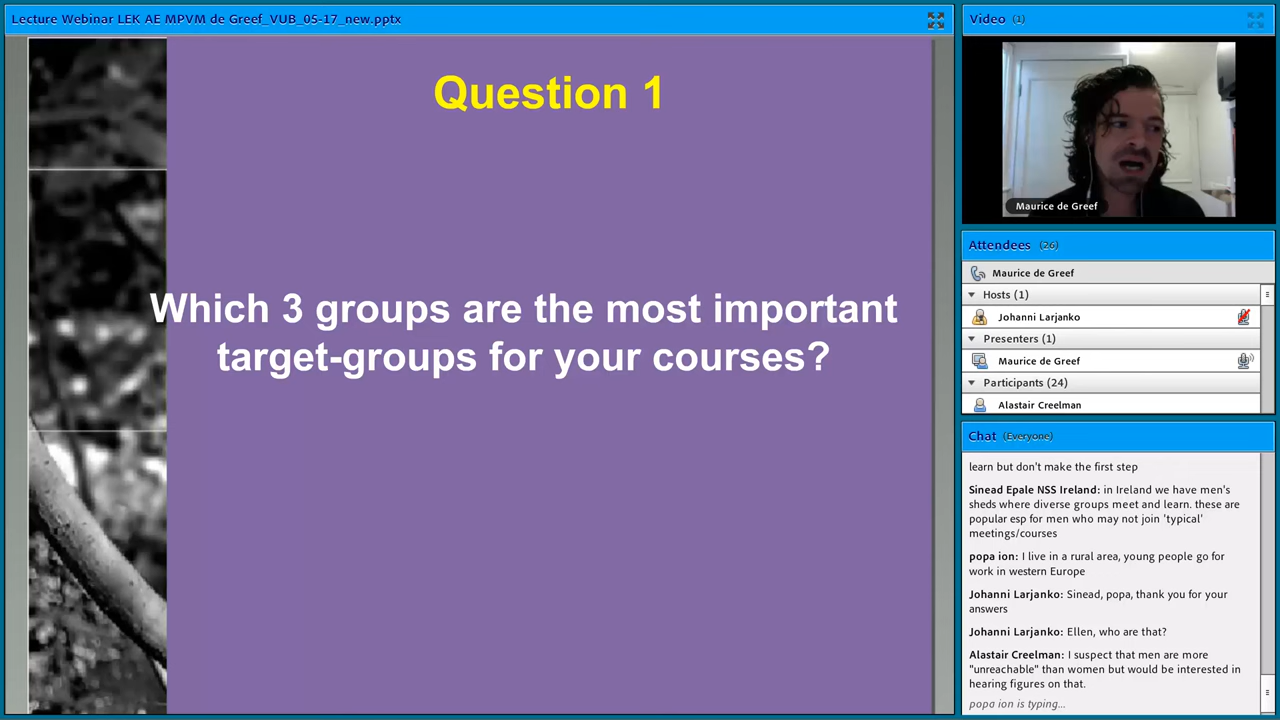 Lecture Webinar LEK AE MPVM de Greef_VUB_05-17_new.pptx
Question 1
Which 3 groups are the most important
target-groups for your courses?
Video (1)
Maurice de Greef
Attendees (26)
Maurice de Greef
Hosts (1)
Johanni Larjanko
Presenters (1)
Maurice de Greef
Participants (24)
Alastair Creelman
Chat (Everyone)
learn but don't make the first step
Sinead Epale NSS Ireland: in Ireland we have men's
sheds where diverse groups meet and learn. these are
popular esp for men who may not join 'typical'
meetings/courses
popa ion: I live in a rural area, young people go for
work in western Europe
Johanni Larjanko: Sinead, popa, thank you for your
answers
Johanni Larjanko: Ellen, who are that?
Alastair Creelman: I suspect that men are more
"unreachable" than women but would be interested in
hearing figures on that.
popa ion is typing...